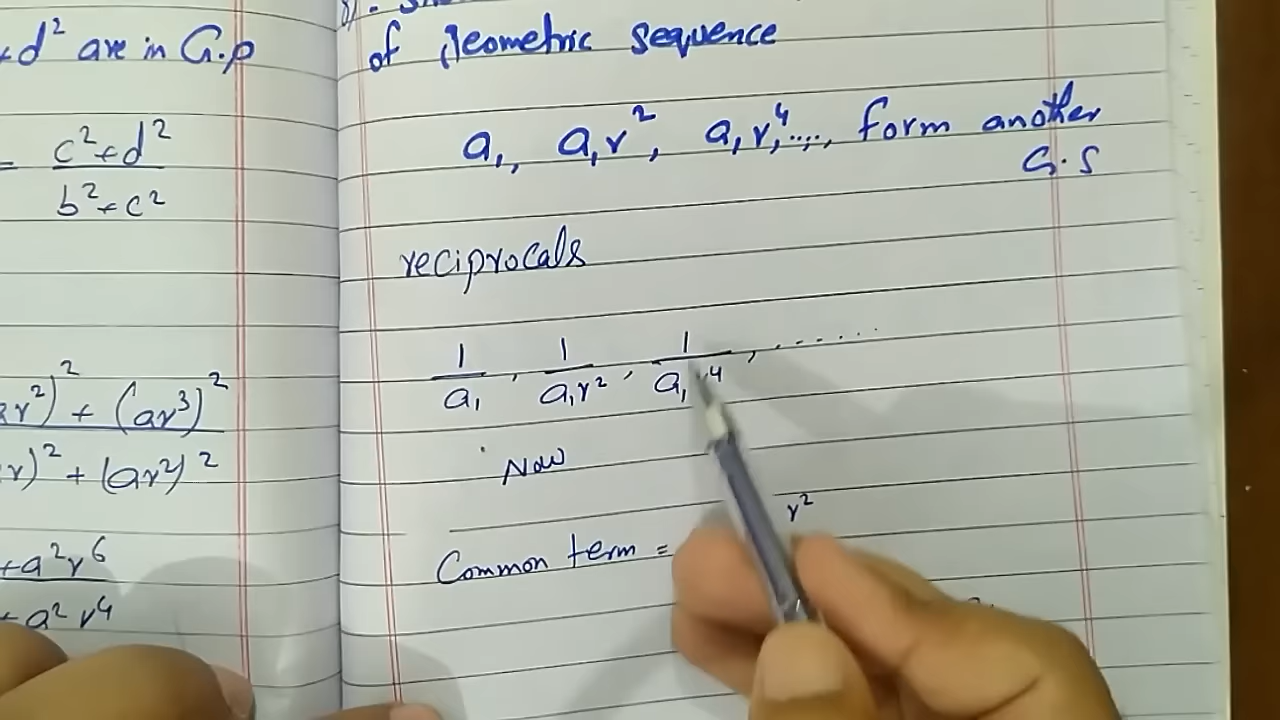 +d² are in G.p
= c²+d² / b²+c²
r²)² + (ar³)²
r)² + (ar²)²
+a²r⁶
+a²r⁴
of Geometric sequence
a₁, a₁r², a₁r⁴,...., form another
G.S
reciprocals
1/a₁, 1/a₁r², 1/a₁r⁴, ......
Now
Common term =
r²